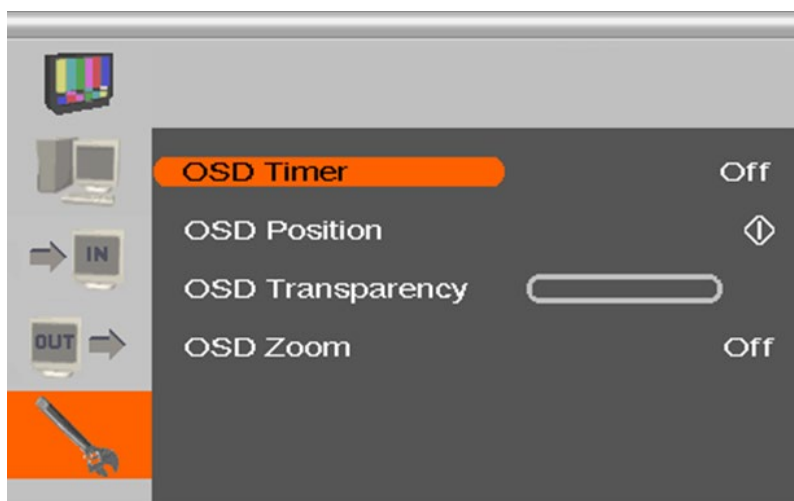 OSD Timer Off
OSD Position
IN
OSD Transparency
OUT
OSD Zoom Off